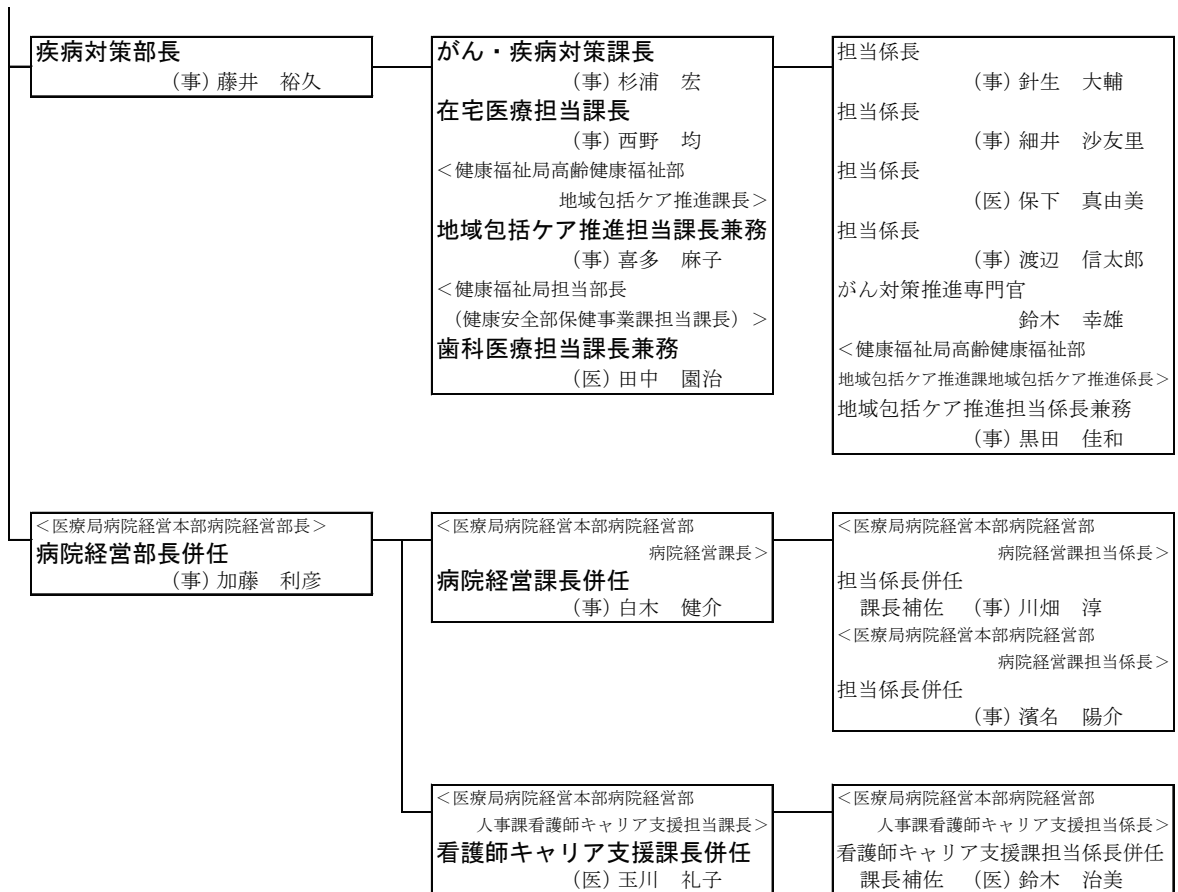 疾病対策部長
（事）藤井　裕久
がん・疾病対策課長
（事）杉浦　宏
在宅医療担当課長
（事）西野　均
＜健康福祉局高齢健康福祉部
地域包括ケア推進課長＞
地域包括ケア推進担当課長兼務
（事）喜多　麻子
＜健康福祉局担当部長
（健康安全部保健事業課担当課長）＞
歯科医療担当課長兼務
（医）田中　園治
担当係長
（事）針生　大輔
担当係長
（事）細井　沙友里
担当係長
（医）保下　真由美
担当係長
（事）渡辺　信太郎
がん対策推進専門官
鈴木　幸雄
＜健康福祉局高齢健康福祉部
地域包括ケア推進課地域包括ケア推進係長＞
地域包括ケア推進担当係長兼務
（事）黒田　佳和
＜医療局病院経営本部病院経営部長＞
病院経営部長併任
（事）加藤　利彦
＜医療局病院経営本部病院経営部
病院経営課長＞
病院経営課長併任
（事）白木　健介
＜医療局病院経営本部病院経営部
病院経営課担当係長＞
担当係長併任
課長補佐　（事）川畑　淳
＜医療局病院経営本部病院経営部
病院経営課担当係長＞
担当係長併任
（事）濱名　陽介
＜医療局病院経営本部病院経営部
人事課看護師キャリア支援担当課長＞
看護師キャリア支援課長併任
（医）玉川　礼子
＜医療局病院経営本部病院経営部
人事課看護師キャリア支援担当係長＞
看護師キャリア支援課担当係長併任
課長補佐　（医）鈴木　治美